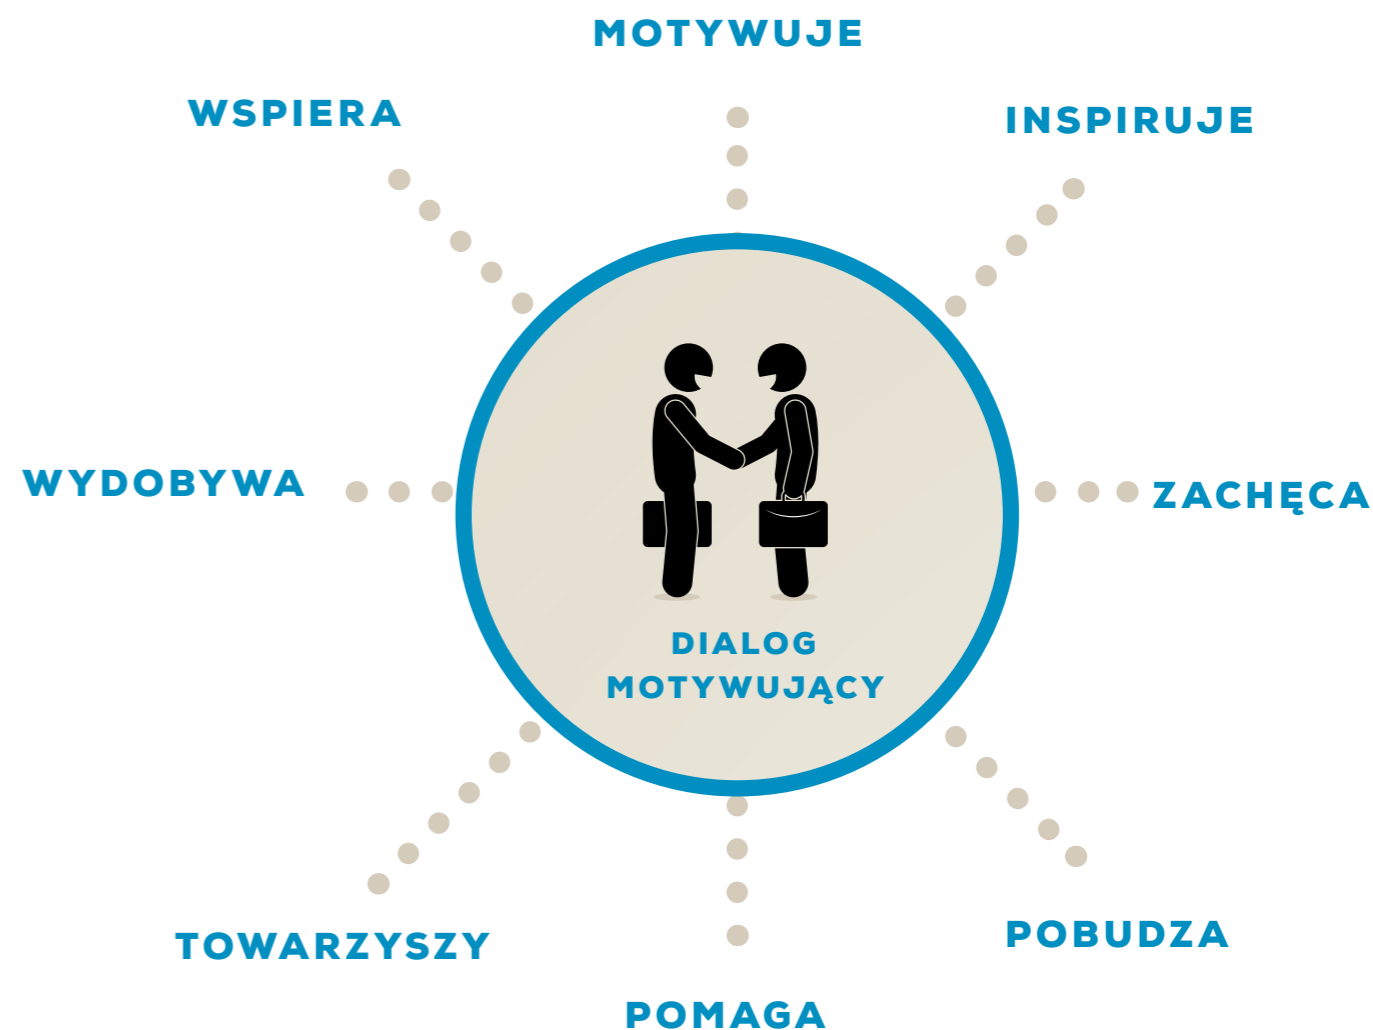 MOTYWUJE
WSPIERA
INSPIRUJE
WYDOBYWA
ZACHĘCA
DIALOG
MOTYWUJĄCY
TOWARZYSZY
POBUDZA
POMAGA